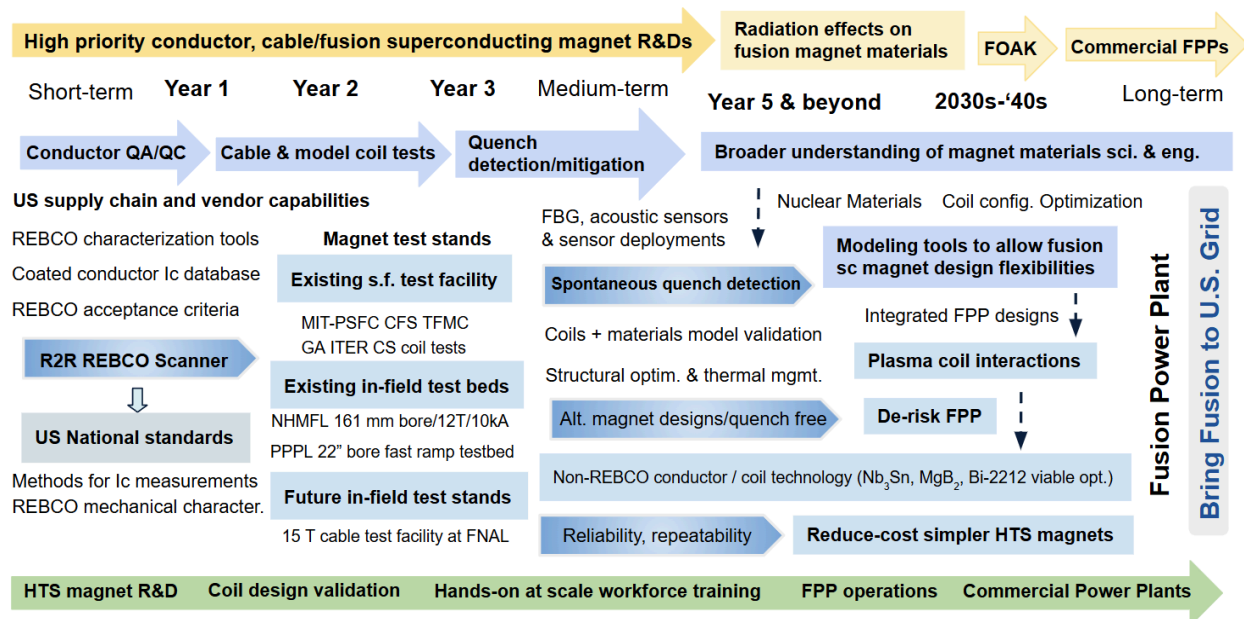 High priority conductor, cable/fusion superconducting magnet R&Ds
Radiation effects on
fusion magnet materials
FOAK
Commercial FPPs
Short-term
Year 1
Year 2
Year 3
Medium-term
Year 5 & beyond
2030s-‘40s
Long-term
Conductor QA/QC
Cable & model coil tests
Quench
detection/mitigation
Broader understanding of magnet materials sci. & eng.
US supply chain and vendor capabilities
REBCO characterization tools
Coated conductor Ic database
REBCO acceptance criteria
R2R REBCO Scanner
US National standards
Methods for Ic measurements
REBCO mechanical character.
Magnet test stands
Existing s.f. test facility
MIT-PSFC CFS TFMC
GA ITER CS coil tests
Existing in-field test beds
NHMFL 161 mm bore/12T/10kA
PPPL 22” bore fast ramp testbed
Future in-field test stands
15 T cable test facility at FNAL
FBG, acoustic sensors
& sensor deployments
Spontaneous quench detection
Coils + materials model validation
Structural optim. & thermal mgmt.
Alt. magnet designs/quench free
Nuclear Materials
Coil config. Optimization
Modeling tools to allow fusion
sc magnet design flexibilities
Integrated FPP designs
Plasma coil interactions
De-risk FPP
Non-REBCO conductor / coil technology (Nb₃Sn, MgB₂, Bi-2212 viable opt.)
Reliability, repeatability
Reduce-cost simpler HTS magnets
Fusion Power Plant
Bring Fusion to U.S. Grid
HTS magnet R&D
Coil design validation
Hands-on at scale workforce training
FPP operations
Commercial Power Plants